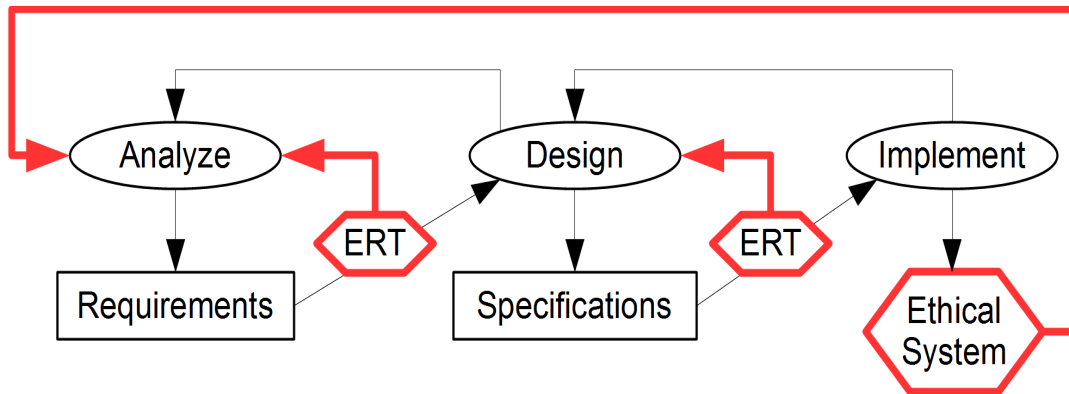 Analyze
Design
Implement
ERT
ERT
Requirements
Specifications
Ethical
System